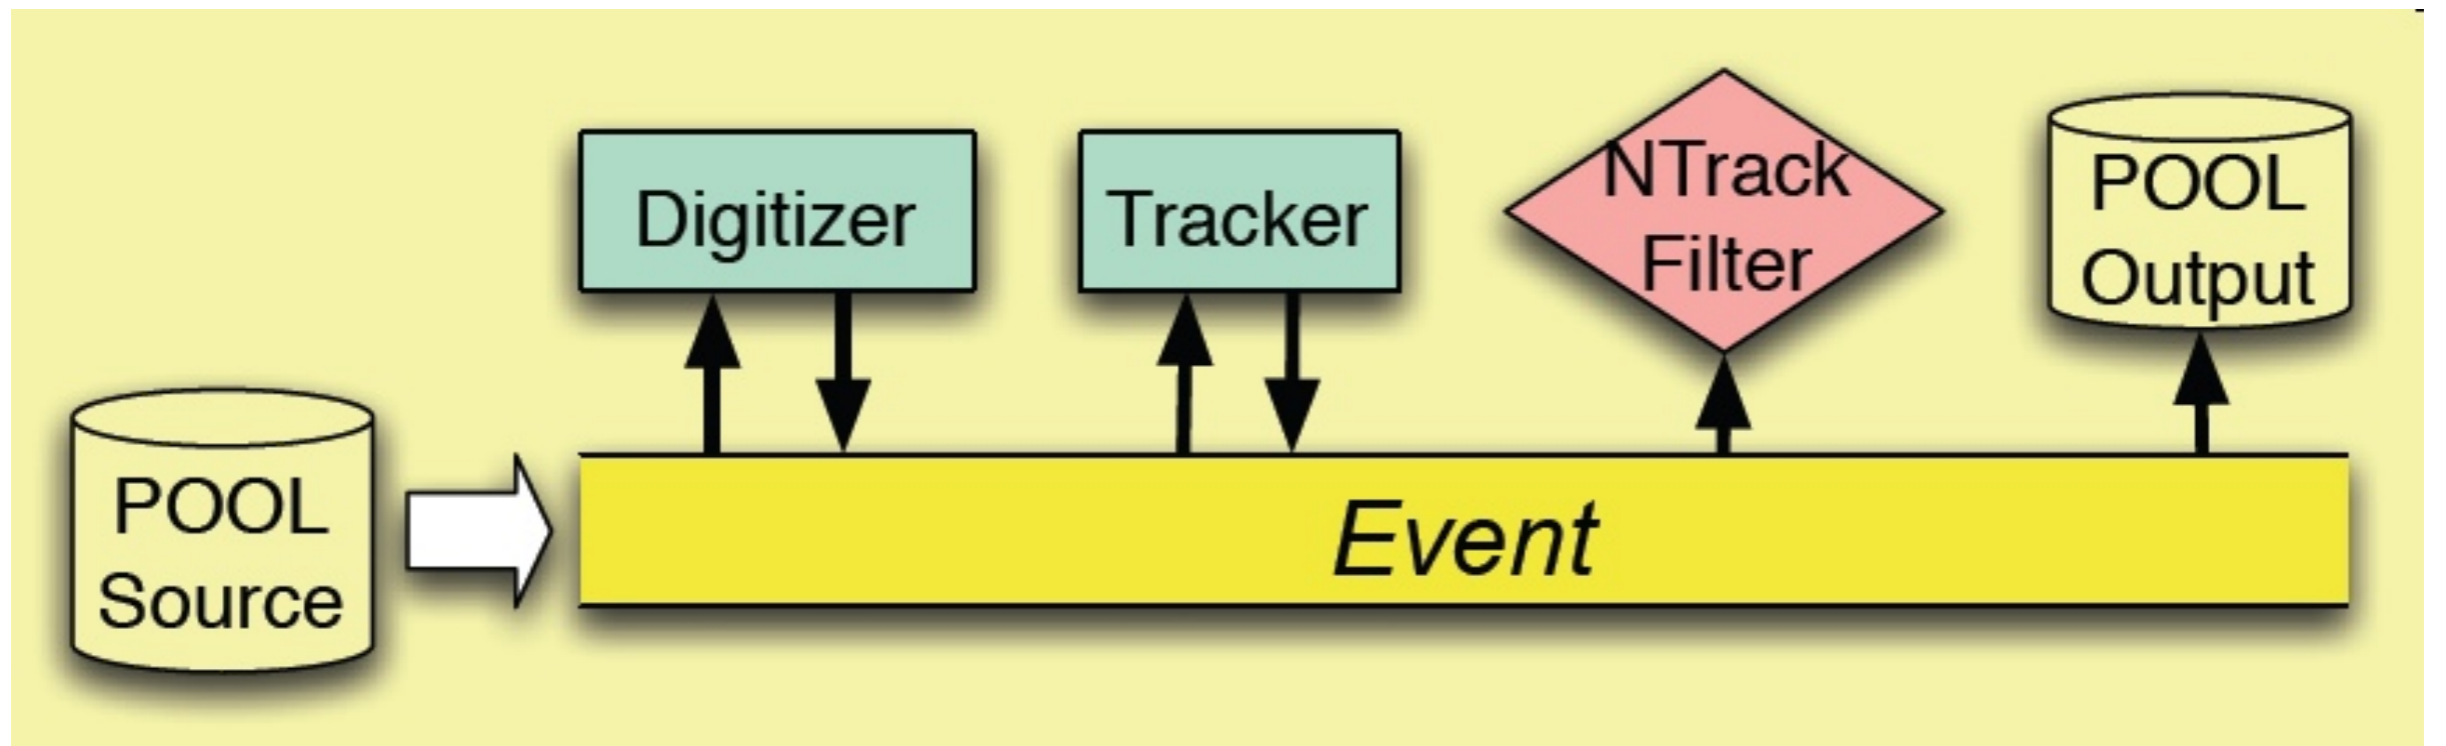 Digitizer
Tracker
NTrack
Filter
POOL
Output
POOL
Source
Event